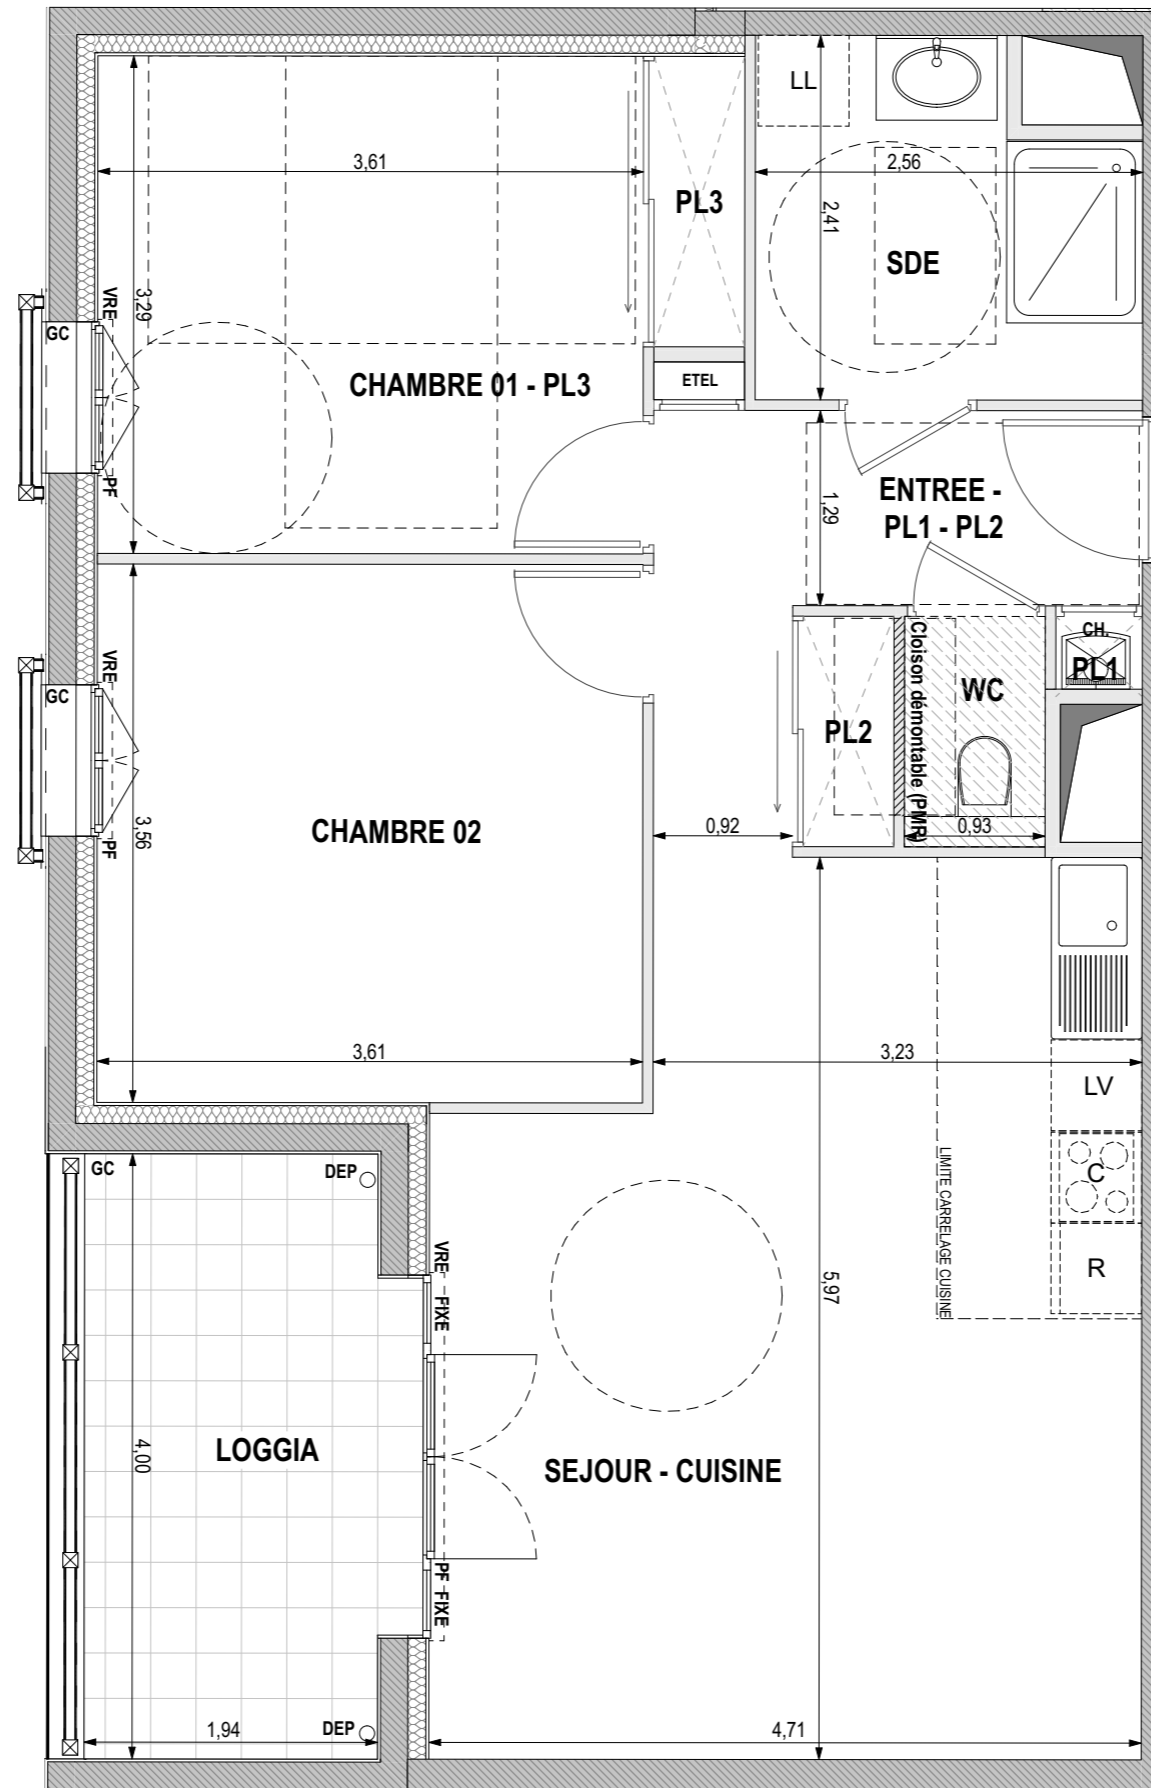 LL
3,61
2,56
PL3
2,41
SDE
3,29
VRE
GC
PF
CHAMBRE 01 - PL3
ETEL
ENTREE -
PL1 - PL2
1,29
CH.
PL1
WC
Cloison démontable (PMR)
PL2
VRE
GC
PF
3,56
CHAMBRE 02
0,92
0,93
3,61
3,23
LV
C
R
LIMITE CARRELAGE CUISINE
GC
DEP
VRE
FIXE
5,97
4,00
LOGGIA
SEJOUR - CUISINE
PF FIXE
1,94
DEP
4,71